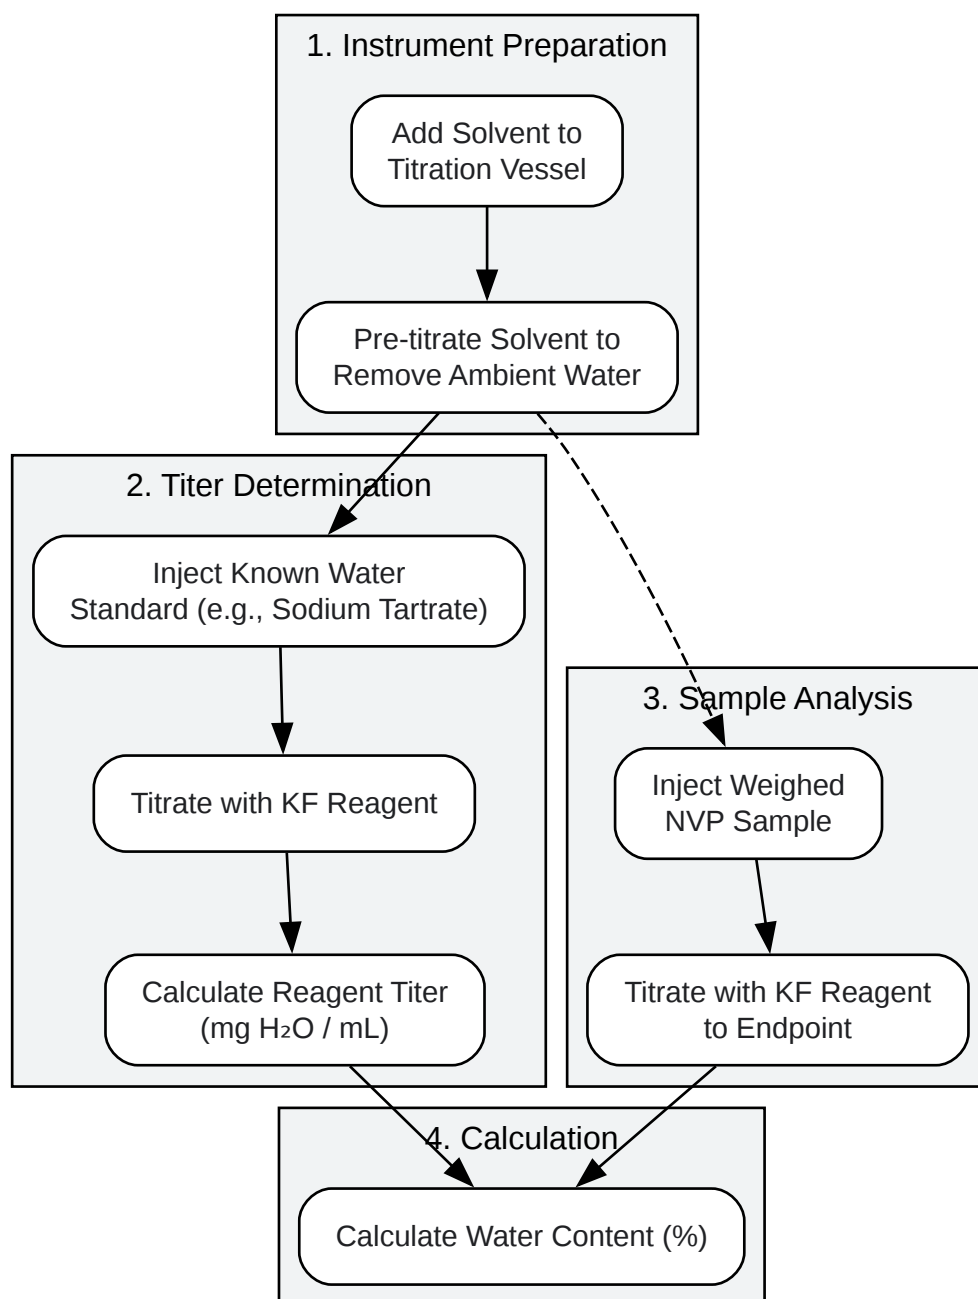 1. Instrument Preparation
Add Solvent to
Titration Vessel
Pre-titrate Solvent to
Remove Ambient Water
2. Titer Determination
Inject Known Water
Standard (e.g., Sodium Tartrate)
Titrate with KF Reagent
Calculate Reagent Titer
(mg H₂O / mL)
3. Sample Analysis
Inject Weighed
NVP Sample
Titrate with KF Reagent
to Endpoint
4. Calculation
Calculate Water Content (%)